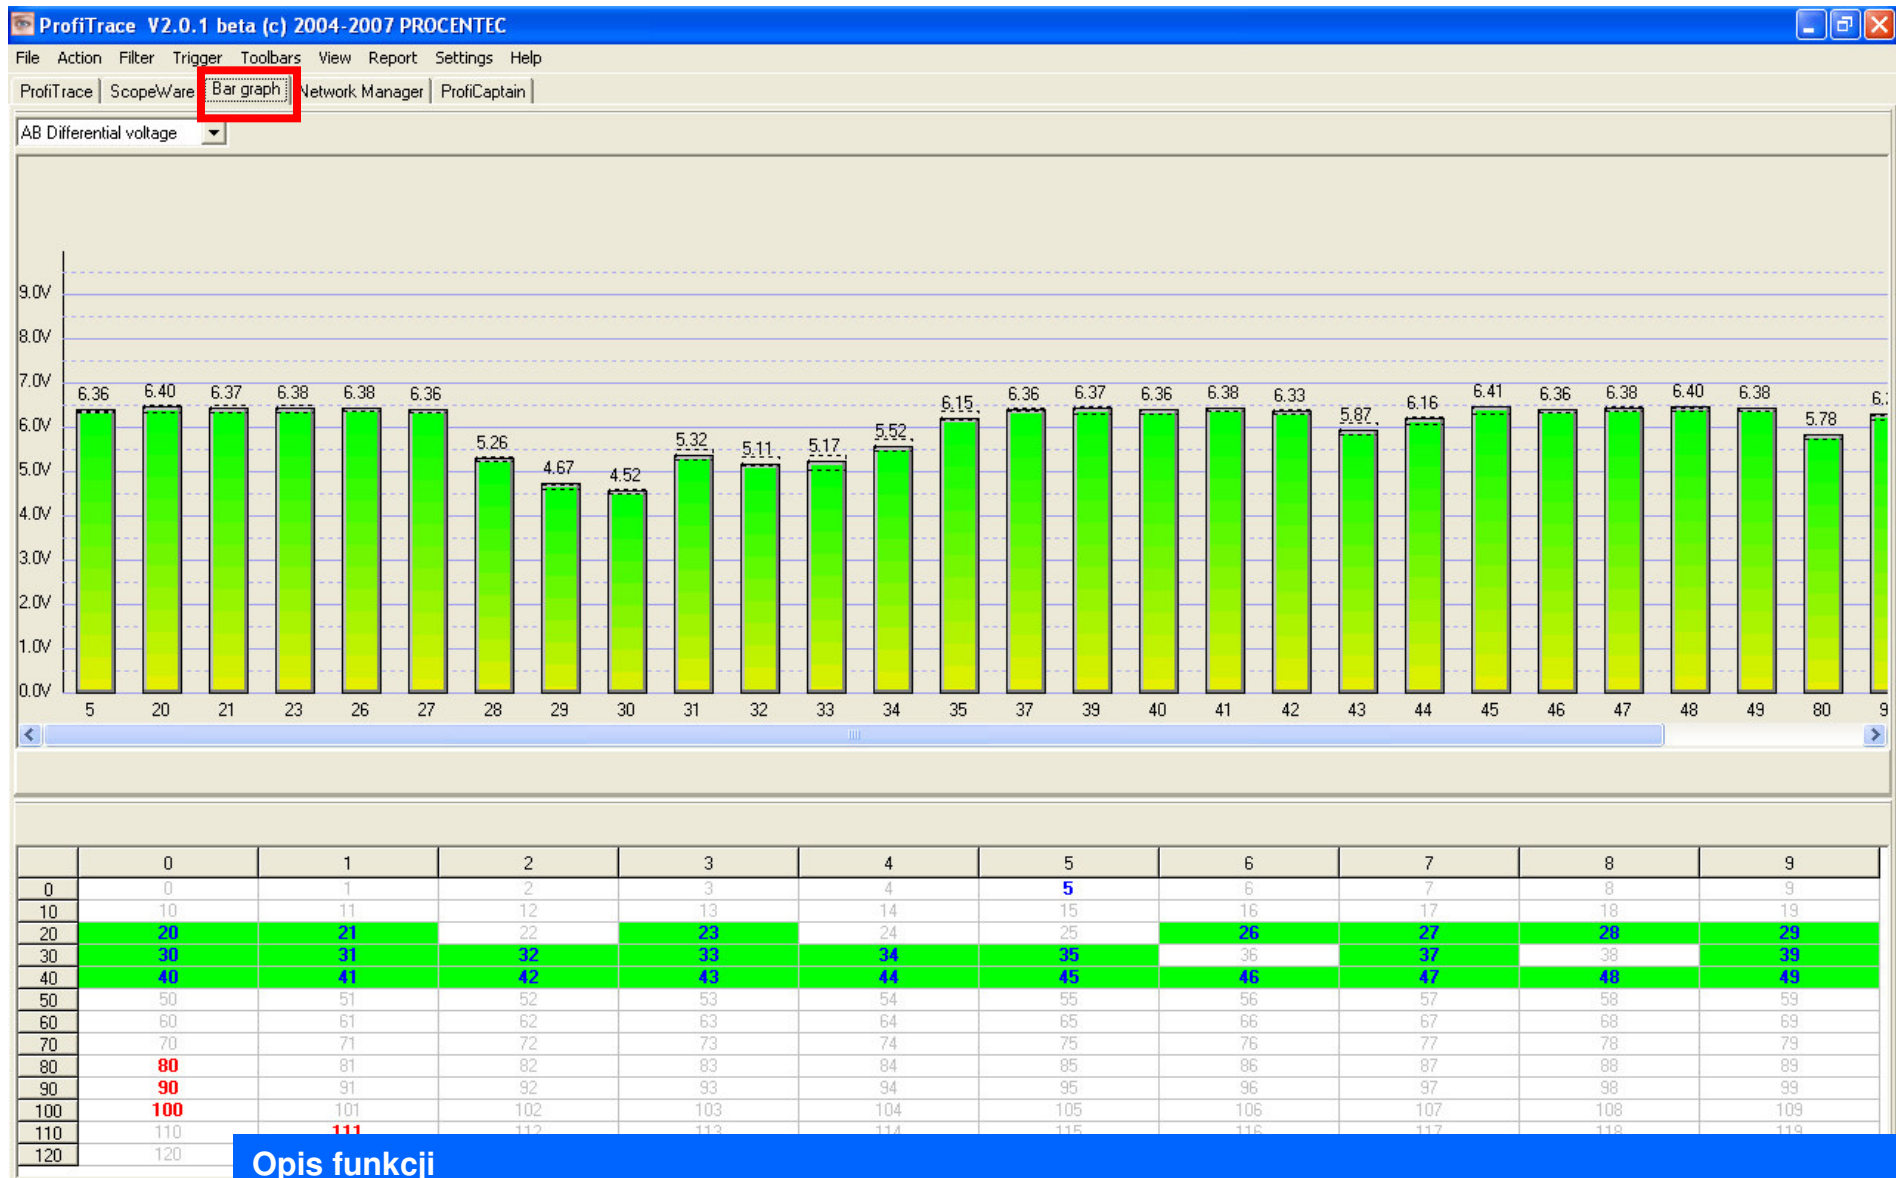 ProfiTrace V2.0.1 beta (c) 2004-2007 PROCENTEC
File Action Filter Trigger Toolbars View Report Settings Help
ProfiTrace ScopeWare Bar graph Network Manager ProfiCaptain
AB Differential voltage
9.0V
8.0V
7.0V
6.0V
5.0V
4.0V
3.0V
2.0V
1.0V
0.0V
6.36 6.40 6.37 6.38 6.38 6.36 5.26 4.67 4.52 5.32 5.11 5.17 5.52 6.15 6.36 6.37 6.36 6.38 6.33 5.87 6.16 6.41 6.36 6.38 6.40 6.38 5.78
5 20 21 23 26 27 28 29 30 31 32 33 34 35 37 39 40 41 42 43 44 45 46 47 48 49 80 9
0 1 2 3 4 5 6 7 8 9
0 0 1 2 3 4 5 6 7 8 9
10 10 11 12 13 14 15 16 17 18 19
20 20 21 22 23 24 25 26 27 28 29
30 30 31 32 33 34 35 36 37 38 39
40 40 41 42 43 44 45 46 47 48 49
50 50 51 52 53 54 55 56 57 58 59
60 60 61 62 63 64 65 66 67 68 69
70 70 71 72 73 74 75 76 77 78 79
80 80 81 82 83 84 85 86 87 88 89
90 90 91 92 93 94 95 96 97 98 99
100 100 101 102 103 104 105 106 107 108 109
110 110 111 112 113 114 115 116 117 118 119
120 120
Opis funkcji